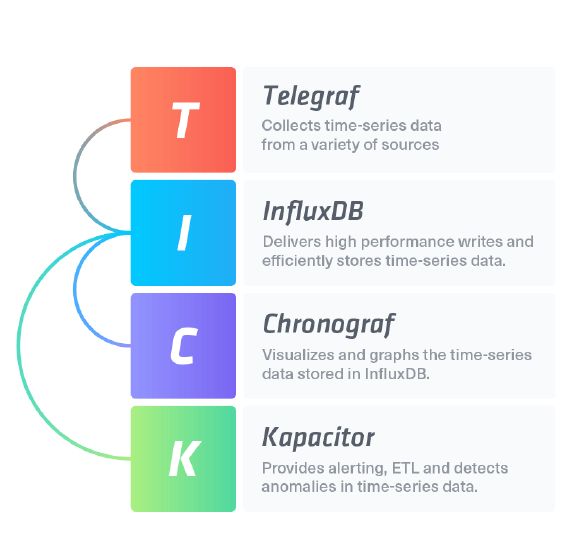 T
Telegraf
Collects time-series data
from a variety of sources
I
InfluxDB
Delivers high performance writes and
efficiently stores time-series data.
C
Chronograf
Visualizes and graphs the time-series
data stored in InfluxDB.
K
Kapacitor
Provides alerting, ETL and detects
anomalies in time-series data.